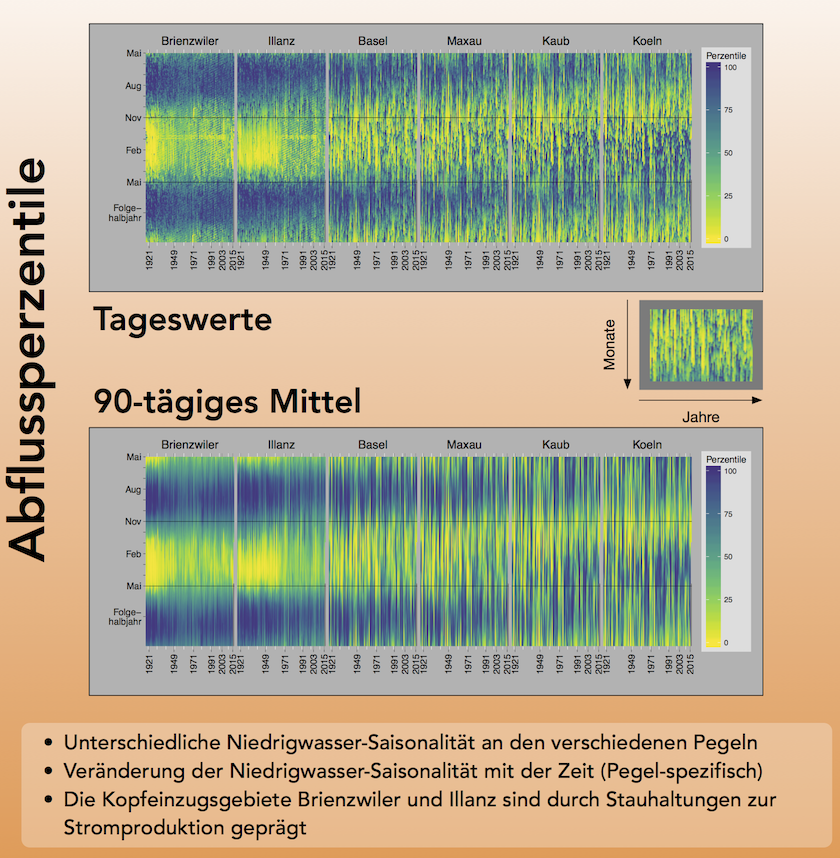 Abflussperzentile
Brienzwiler Illanz Basel Maxau Kaub Koeln
Perzentile
100
75
50
25
0
Mai
Aug
Nov
Feb
Mai
Folge–
halbjahr
1921 1949 1971 1991 2003 2015 1921 1949 1971 1991 2003 2015 1921 1949 1971 1991 2003 2015 1921 1949 1971 1991 2003 2015 1921 1949 1971 1991 2003 2015 1921 1949 1971 1991 2003 2015
Tageswerte
Monate
Jahre
90-tägiges Mittel
Brienzwiler Illanz Basel Maxau Kaub Koeln
Perzentile
100
75
50
25
0
Mai
Aug
Nov
Feb
Mai
Folge–
halbjahr
1921 1949 1971 1991 2003 2015 1921 1949 1971 1991 2003 2015 1921 1949 1971 1991 2003 2015 1921 1949 1971 1991 2003 2015 1921 1949 1971 1991 2003 2015 1921 1949 1971 1991 2003 2015
• Unterschiedliche Niedrigwasser-Saisonalität an den verschiedenen Pegeln
• Veränderung der Niedrigwasser-Saisonalität mit der Zeit (Pegel-spezifisch)
• Die Kopfeinzugsgebiete Brienzwiler und Illanz sind durch Stauhaltungen zur
Stromproduktion geprägt